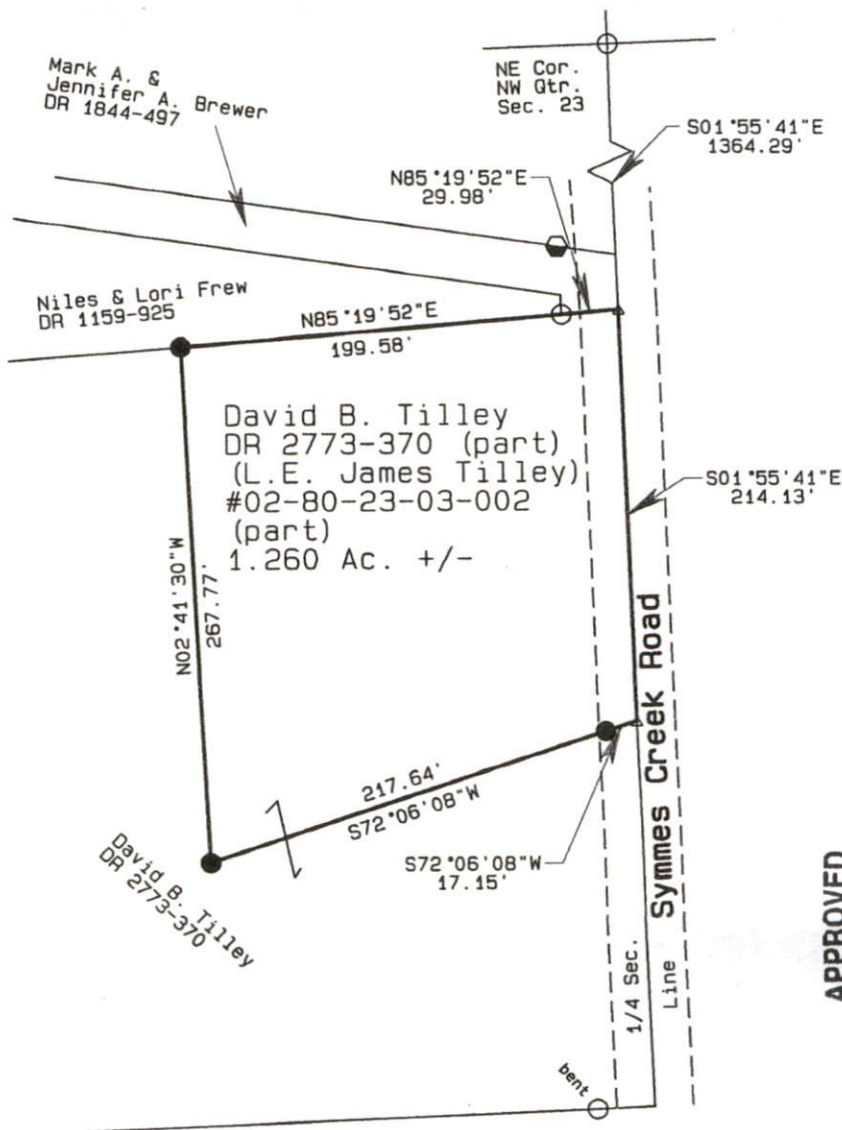 Mark A. &
Jennifer A. Brewer
DR 1844-497
NE Cor.
NW Qtr.
Sec. 23
S01°55'41"E
1364.29'
N85°19'52"E
29.98'
Niles & Lori Frew
DR 1159-925
N85°19'52"E
199.58'
David B. Tilley
DR 2773-370 (part)
(L.E. James Tilley)
#02-80-23-03-002
(part)
1.260 Ac. +/-
S01°55'41"E
214.13'
N02°41'30"W
267.77'
217.64'
S72°06'08"W
S72°06'08"W
17.15'
David B. Tilley
DR 2773-370
Symmes Creek Road
1/4 Sec.
Line
bent
APPROVED